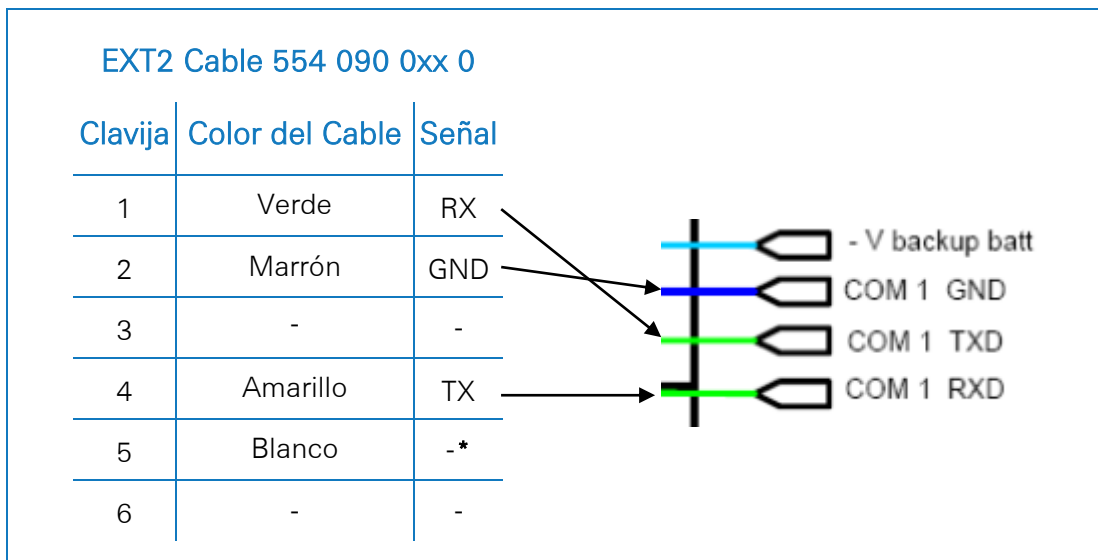 EXT2 Cable 554 090 0xx 0
Clavija Color del Cable Señal
1 Verde RX
2 Marrón GND
3 - -
4 Amarillo TX
5 Blanco -*
6 - -
- V backup batt
COM 1 GND
COM 1 TXD
COM 1 RXD